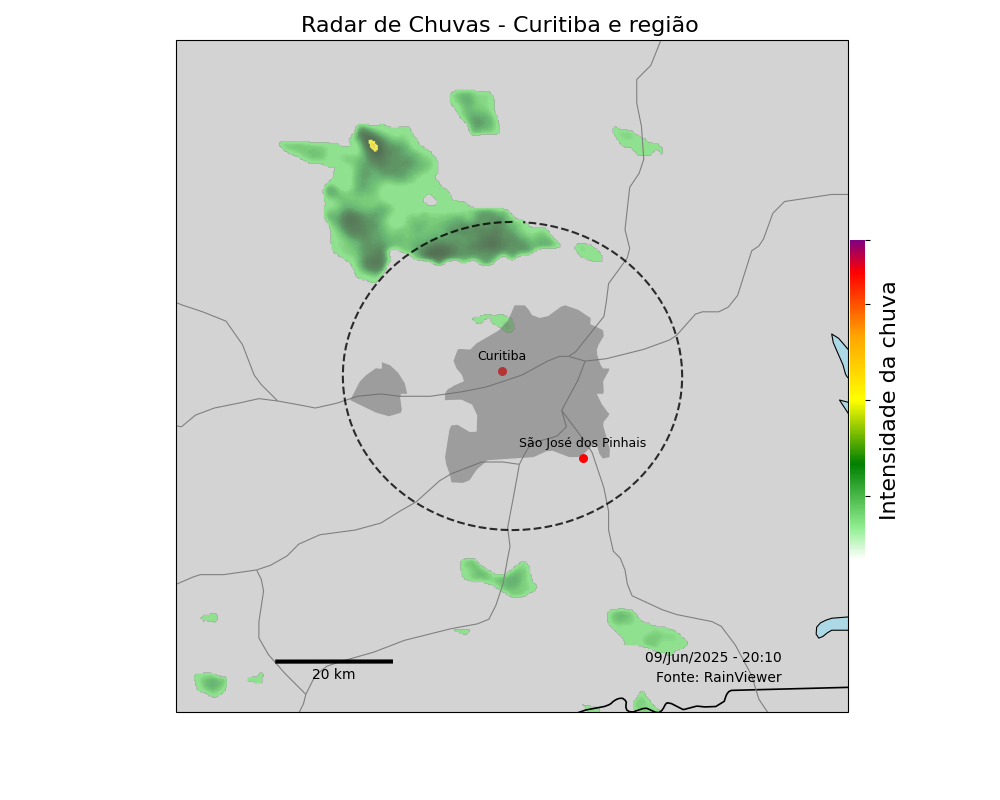 Radar de Chuvas - Curitiba e região
Curitiba
São José dos Pinhais
Intensidade da chuva
09/Jun/2025 - 20:10
Fonte: RainViewer
20 km